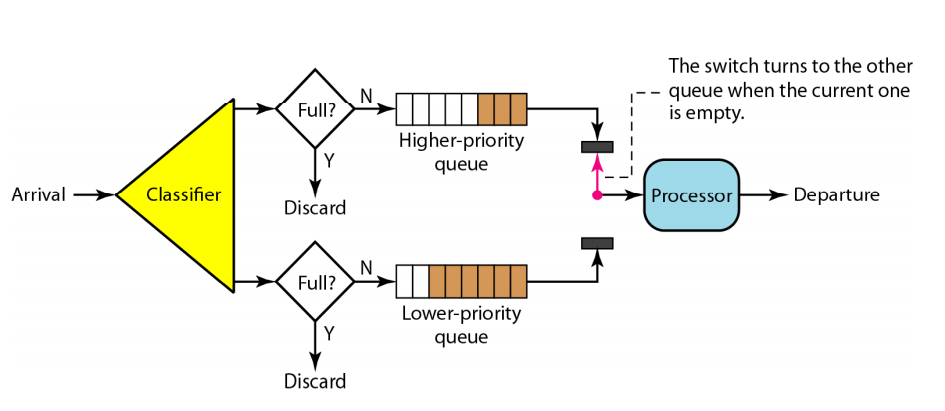 The switch turns to the other
queue when the current one
is empty.
Full?
N
Higher-priority
queue
Y
Discard
Arrival
Classifier
Processor
Departure
Full?
N
Lower-priority
queue
Y
Discard